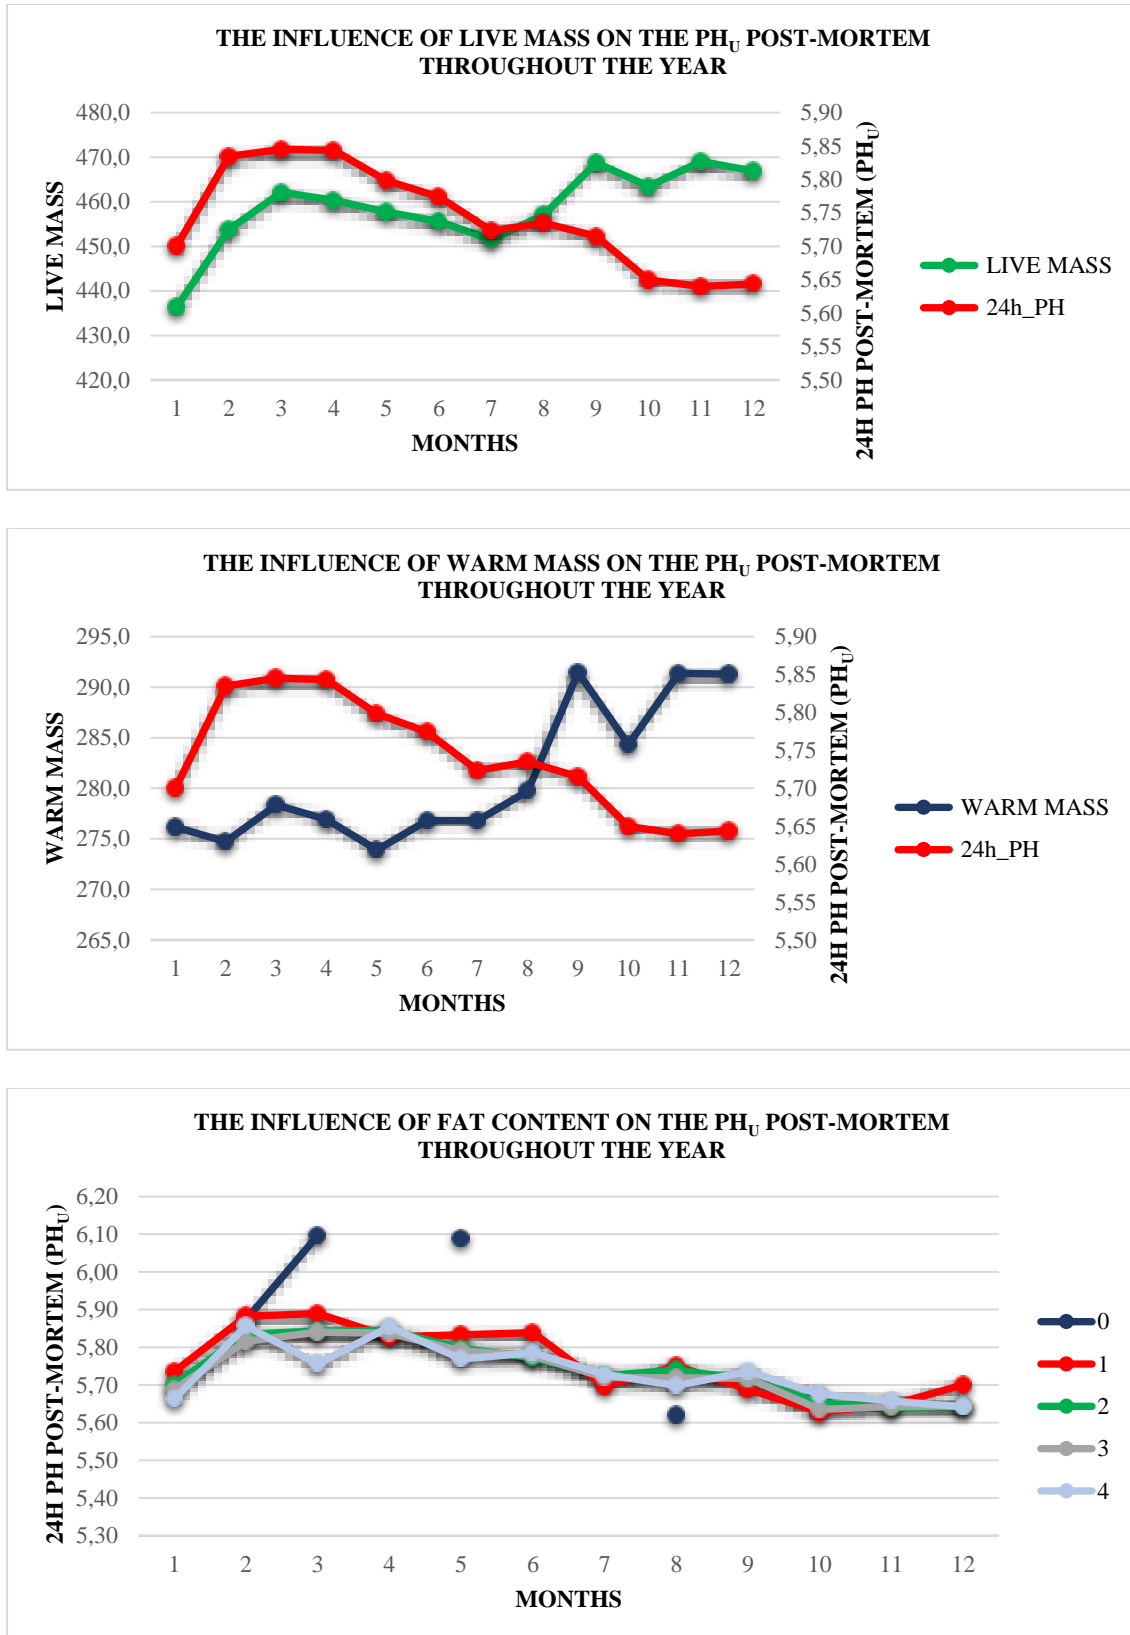 THE INFLUENCE OF LIVE MASS ON THE PHU POST-MORTEM
THROUGHOUT THE YEAR
480,0
470,0
460,0
450,0
440,0
430,0
420,0
LIVE MASS
5,90
5,85
5,80
5,75
5,70
5,65
5,60
5,55
5,50
24H PH POST-MORTEM (PHU)
1 2 3 4 5 6 7 8 9 10 11 12
MONTHS
LIVE MASS
24h_PH
THE INFLUENCE OF WARM MASS ON THE PHU POST-MORTEM
THROUGHOUT THE YEAR
295,0
290,0
285,0
280,0
275,0
270,0
265,0
WARM MASS
5,90
5,85
5,80
5,75
5,70
5,65
5,60
5,55
5,50
24H PH POST-MORTEM (PHU)
1 2 3 4 5 6 7 8 9 10 11 12
MONTHS
WARM MASS
24h_PH
THE INFLUENCE OF FAT CONTENT ON THE PHU POST-MORTEM
THROUGHOUT THE YEAR
6,20
6,10
6,00
5,90
5,80
5,70
5,60
5,50
5,40
5,30
24H PH POST-MORTEM (PHU)
1 2 3 4 5 6 7 8 9 10 11 12
MONTHS
0
1
2
3
4